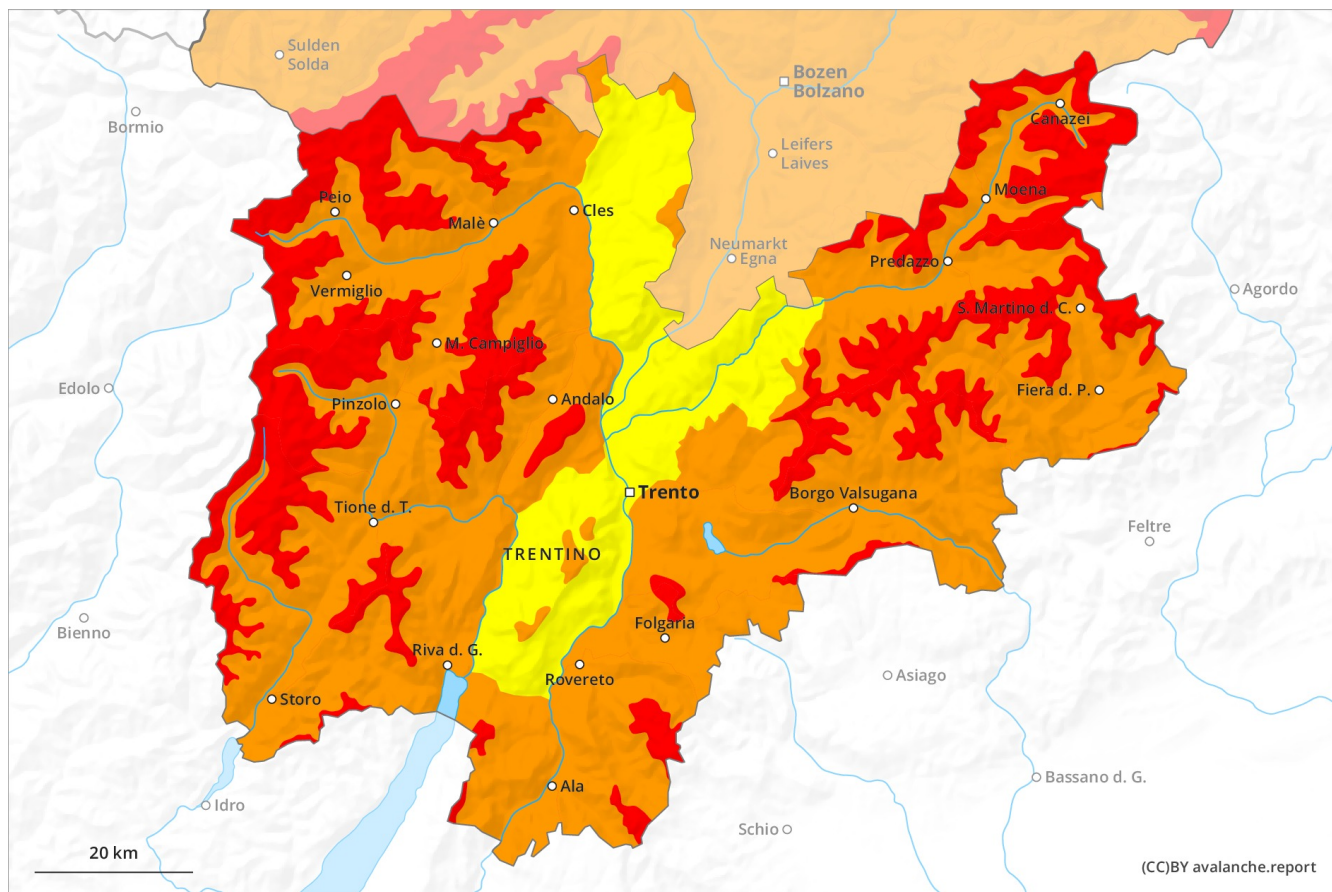 Sulden
Solda
Bozen
Bolzano
Bormio
Canazei
Leifers
Laives
Peio
Moena
Malè
Cles
Neumarkt
Egna
Predazzo
Vermiglio
Agordo
S. Martino d. C.
M. Campiglio
Edolo
Fiera d. P.
Pinzolo
Andalo
Trento
Borgo Valsugana
Tione d. T.
Feltre
TRENTINO
Bienno
Folgaria
Riva d. G.
Rovereto
Asiago
Storo
Bassano d. G.
Ala
Idro
Schio
20 km
(CC)BY avalanche.report